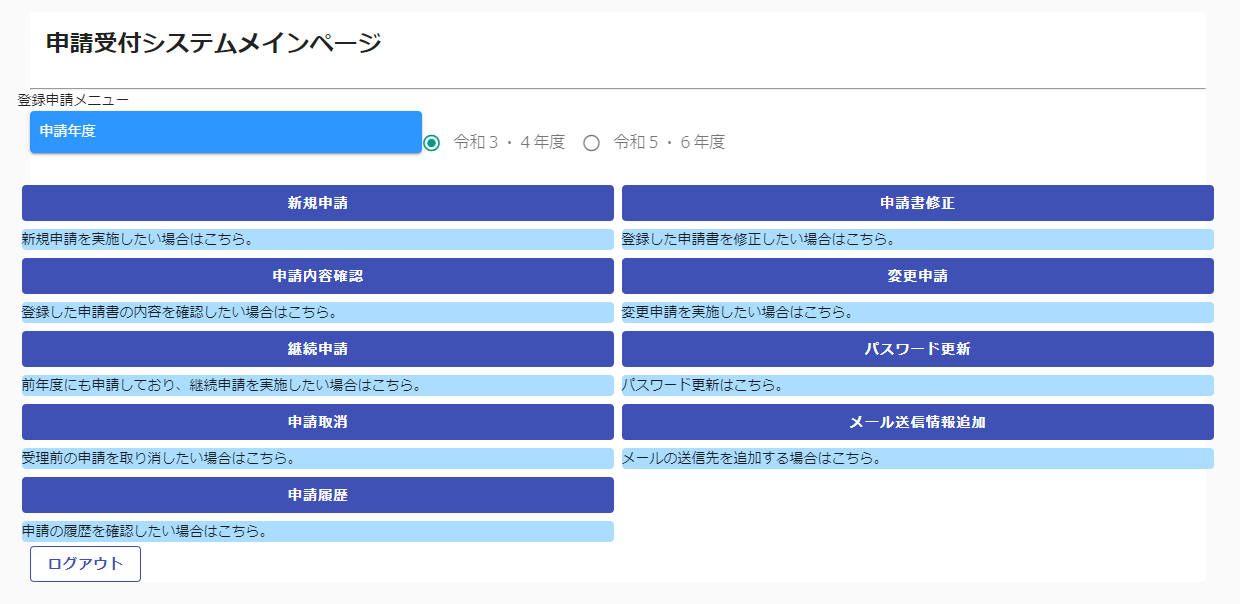 申請受付システムメインページ
登録申請メニュー
申請年度
令和３・４年度 令和５・６年度
新規申請 申請書修正
新規申請を実施したい場合はこちら。 登録した申請書を修正したい場合はこちら。
申請内容確認 変更申請
登録した申請書の内容を確認したい場合はこちら。 変更申請を実施したい場合はこちら。
継続申請 パスワード更新
前年度にも申請しており、継続申請を実施したい場合はこちら。 パスワード更新はこちら。
申請取消 メール送信情報追加
受理前の申請を取り消したい場合はこちら。 メールの送信先を追加する場合はこちら。
申請履歴
申請の履歴を確認したい場合はこちら。
ログアウト